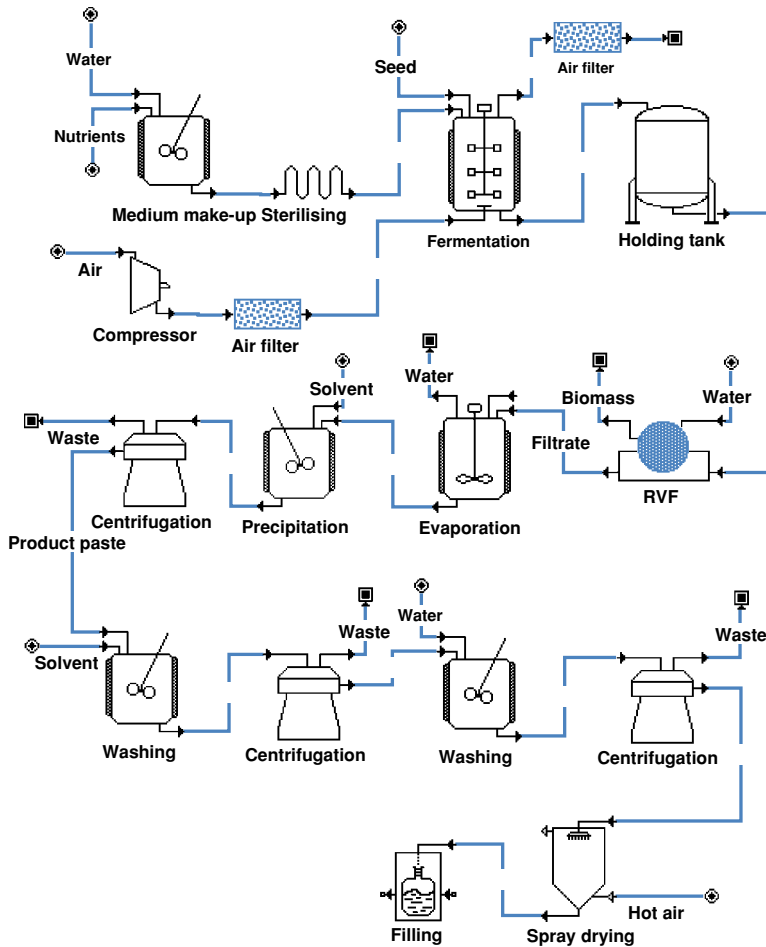 Water
Seed
Air filter
Nutrients
Medium make-up Sterilising
Fermentation
Holding tank
Air
Compressor
Air filter
Solvent
Water
Biomass
Water
Waste
Filtrate
Centrifugation
Precipitation
Evaporation
RVF
Product paste
Waste
Water
Waste
Solvent
Washing
Centrifugation
Washing
Centrifugation
Hot air
Filling
Spray drying